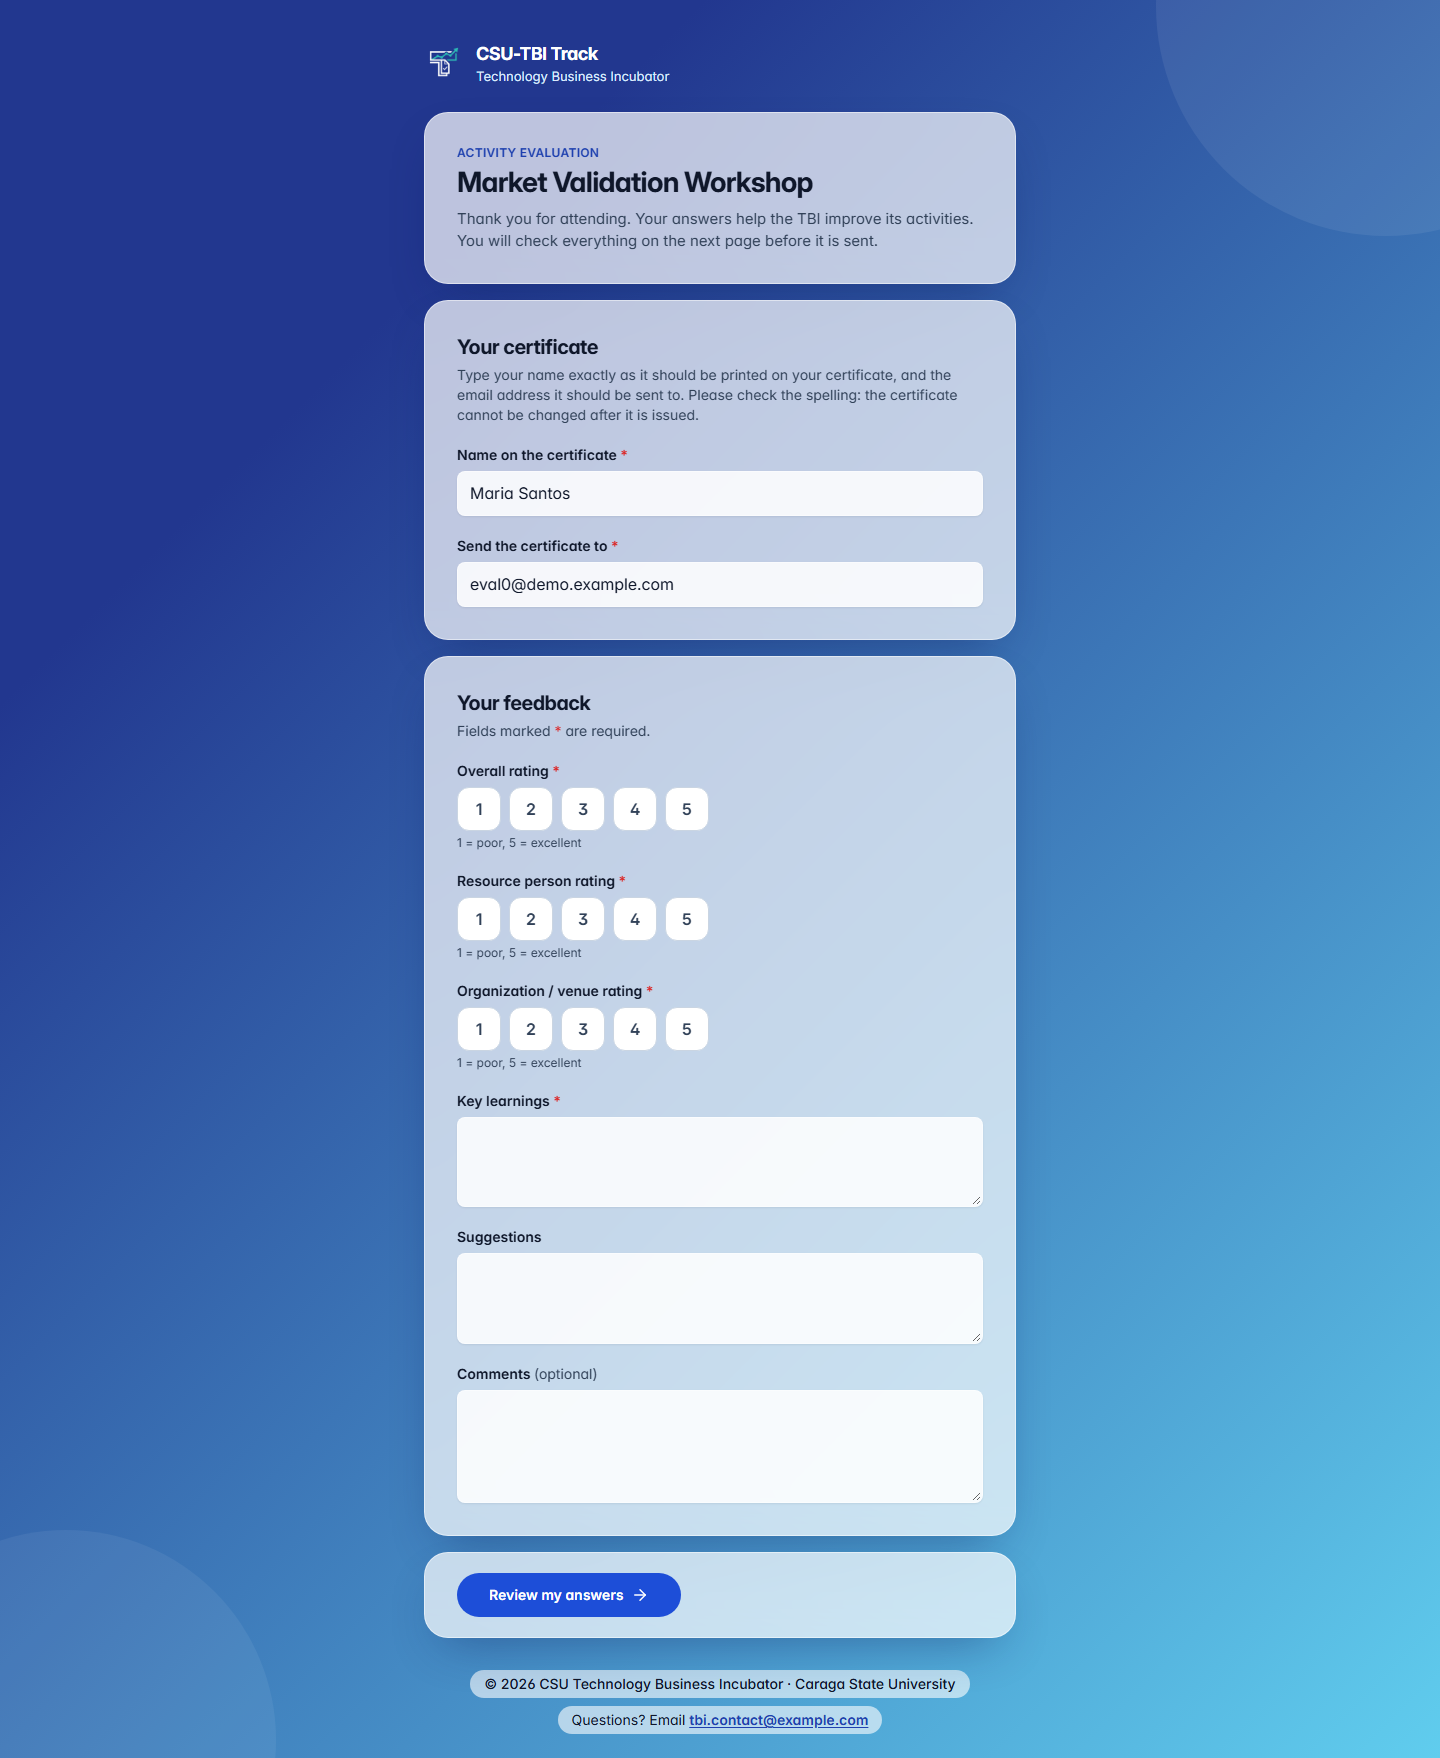 CSU-TBI Track
Technology Business Incubator
ACTIVITY EVALUATION
Market Validation Workshop
Thank you for attending. Your answers help the TBI improve its activities.
You will check everything on the next page before it is sent.
Your certificate
Type your name exactly as it should be printed on your certificate, and the
email address it should be sent to. Please check the spelling: the certificate
cannot be changed after it is issued.
Name on the certificate *
Maria Santos
Send the certificate to *
eval0@demo.example.com
Your feedback
Fields marked * are required.
Overall rating *
1 2 3 4 5
1 = poor, 5 = excellent
Resource person rating *
1 2 3 4 5
1 = poor, 5 = excellent
Organization / venue rating *
1 2 3 4 5
1 = poor, 5 = excellent
Key learnings *
Suggestions
Comments (optional)
Review my answers →
© 2026 CSU Technology Business Incubator · Caraga State University
Questions? Email tbi.contact@example.com